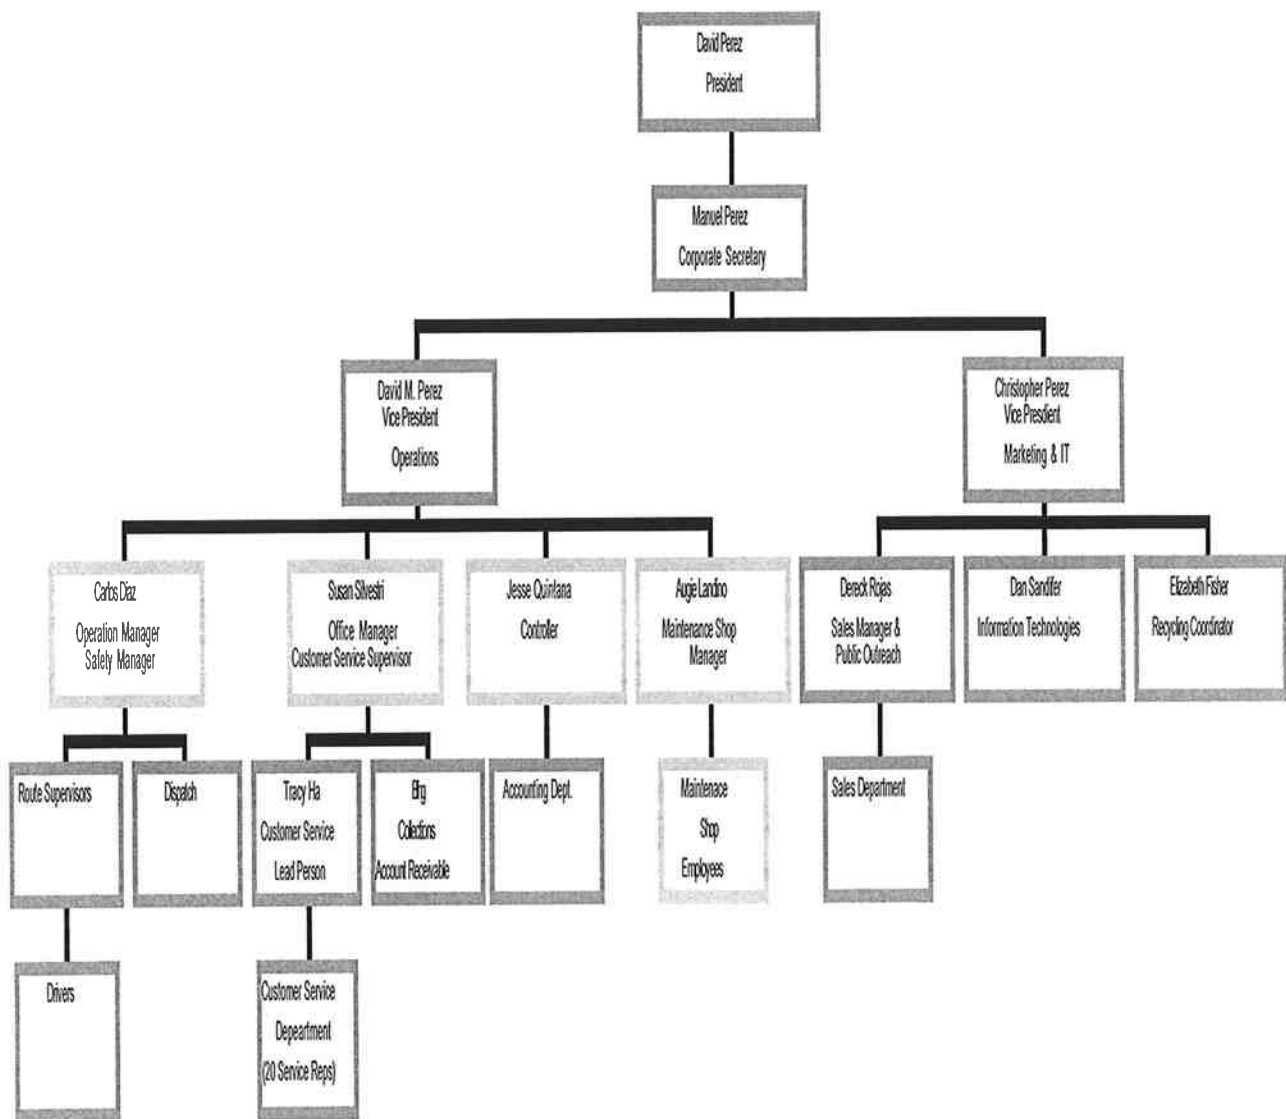 David Perez
President
Manuel Perez
Corporate Secretary
David M. Perez
Vice President
Operations
Christopher Perez
Vice Presdient
Marketing & IT
Carlos Diaz
Operation Manager
Safety Manager
Susan Silvestri
Office Manager
Customer Service Supervisor
Jesse Quintana
Controller
Augie Landino
Maintenance Shop
Manager
Dereck Rojas
Sales Manager &
Public Outreach
Dan Sandifer
Information Technologies
Elizabeth Fisher
Recycling Coordinator
Route Supervisors
Dispatch
Tracy Ha
Customer Service
Lead Person
Collections
Account Receivable
Accounting Dept.
Maintenace
Shop
Employees
Sales Department
Drivers
Customer Service
Depeartment
(20 Service Reps)